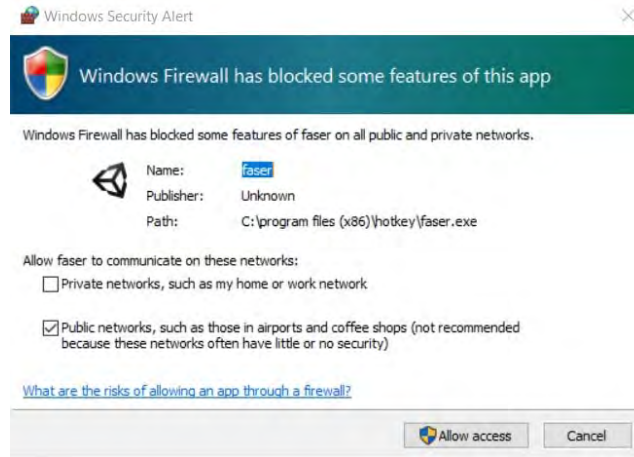 Windows Security Alert
Windows Firewall has blocked some features of this app
Windows Firewall has blocked some features of faser on all public and private networks.
Name: faser
Publisher: Unknown
Path: C:\program files (x86)\hotkey\faser.exe
Allow faser to communicate on these networks:
Private networks, such as my home or work network
Public networks, such as those in airports and coffee shops (not recommended
because these networks often have little or no security)
What are the risks of allowing an app through a firewall?
Allow access Cancel